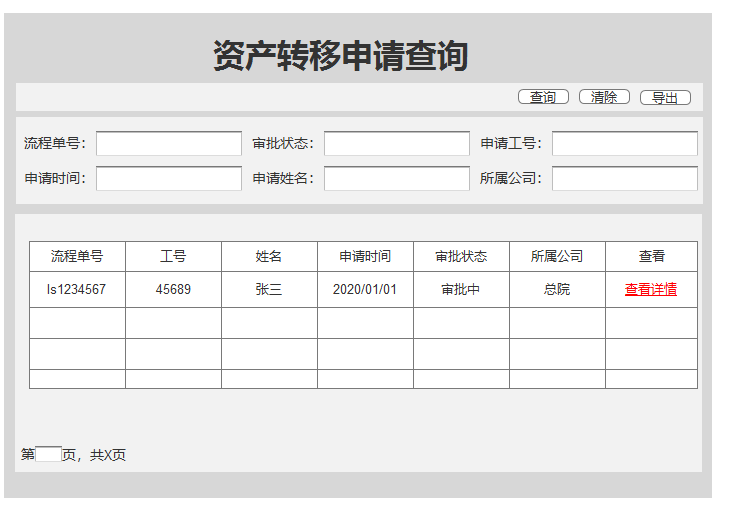 资产转移申请查询
查询 清除 导出
流程单号： 审批状态： 申请工号：
申请时间： 申请姓名： 所属公司：
流程单号 工号 姓名 申请时间 审批状态 所属公司 查看
ls1234567 45689 张三 2020/01/01 审批中 总院 查看详情
第 页，共X页